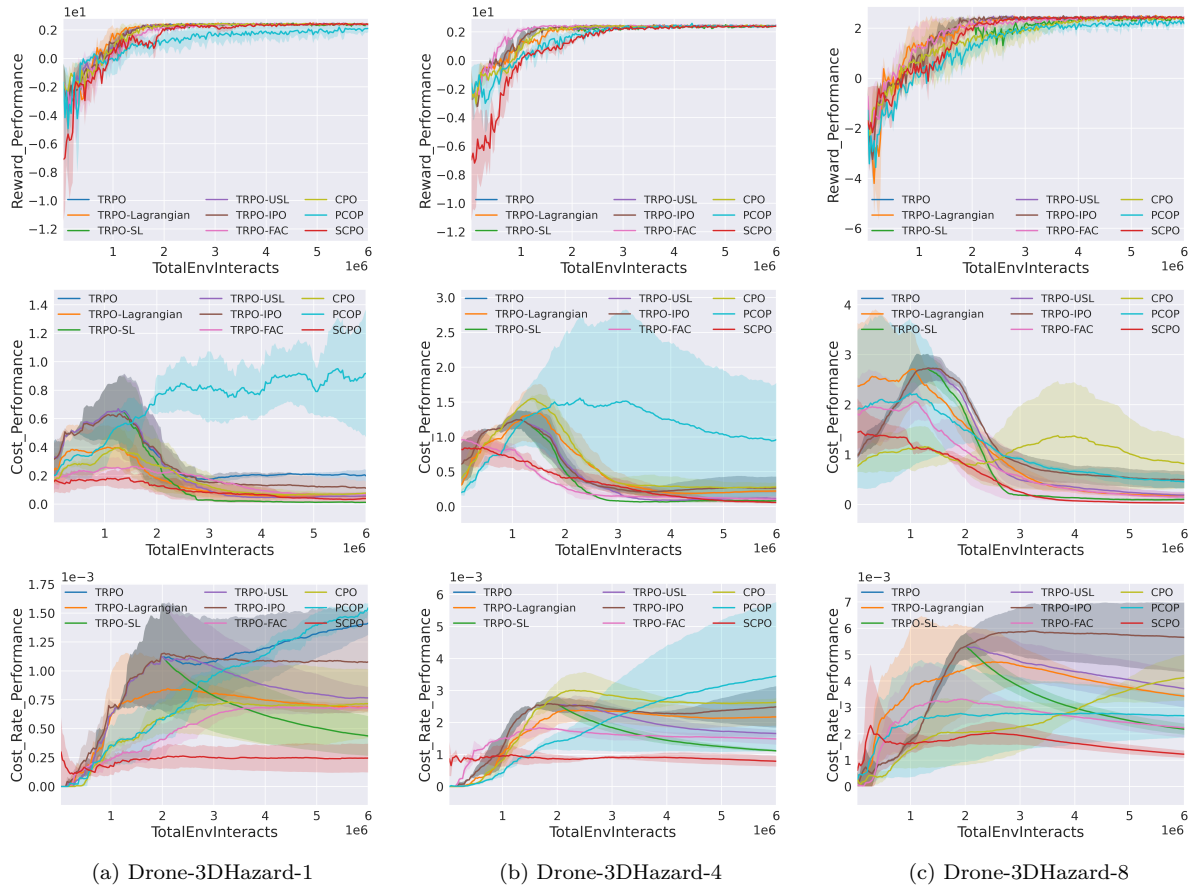 1e1
0.2
0.0
−0.2
−0.4
−0.6
−0.8
−1.0
−1.2
Reward_Performance
TRPO TRPO-USL CPO
TRPO-Lagrangian TRPO-IPO PCOP
TRPO-SL TRPO-FAC SCPO
1 2 3 4 5 6
TotalEnvInteracts 1e6
1e1
0.2
0.0
−0.2
−0.4
−0.6
−0.8
−1.0
−1.2
Reward_Performance
TRPO TRPO-USL CPO
TRPO-Lagrangian TRPO-IPO PCOP
TRPO-SL TRPO-FAC SCPO
1 2 3 4 5 6
TotalEnvInteracts 1e6
2
0
−2
−4
−6
Reward_Performance
TRPO TRPO-USL CPO
TRPO-Lagrangian TRPO-IPO PCOP
TRPO-SL TRPO-FAC SCPO
1 2 3 4 5 6
TotalEnvInteracts 1e6
1.4
1.2
1.0
0.8
0.6
0.4
0.2
0.0
Cost_Performance
TRPO TRPO-USL CPO
TRPO-Lagrangian TRPO-IPO PCOP
TRPO-SL TRPO-FAC SCPO
1 2 3 4 5 6
TotalEnvInteracts 1e6
3.0
2.5
2.0
1.5
1.0
0.5
0.0
Cost_Performance
TRPO TRPO-USL CPO
TRPO-Lagrangian TRPO-IPO PCOP
TRPO-SL TRPO-FAC SCPO
1 2 3 4 5 6
TotalEnvInteracts 1e6
4
3
2
1
0
Cost_Performance
TRPO TRPO-USL CPO
TRPO-Lagrangian TRPO-IPO PCOP
TRPO-SL TRPO-FAC SCPO
1 2 3 4 5 6
TotalEnvInteracts 1e6
1e−3
1.75
1.50
1.25
1.00
0.75
0.50
0.25
0.00
Cost_Rate_Performance
TRPO TRPO-USL CPO
TRPO-Lagrangian TRPO-IPO PCOP
TRPO-SL TRPO-FAC SCPO
1 2 3 4 5 6
TotalEnvInteracts 1e6
1e−3
6
5
4
3
2
1
0
Cost_Rate_Performance
TRPO TRPO-USL CPO
TRPO-Lagrangian TRPO-IPO PCOP
TRPO-SL TRPO-FAC SCPO
1 2 3 4 5 6
TotalEnvInteracts 1e6
1e−3
7
6
5
4
3
2
1
0
Cost_Rate_Performance
TRPO TRPO-USL CPO
TRPO-Lagrangian TRPO-IPO PCOP
TRPO-SL TRPO-FAC SCPO
1 2 3 4 5 6
TotalEnvInteracts 1e6
(a) Drone-3DHazard-1
(b) Drone-3DHazard-4
(c) Drone-3DHazard-8